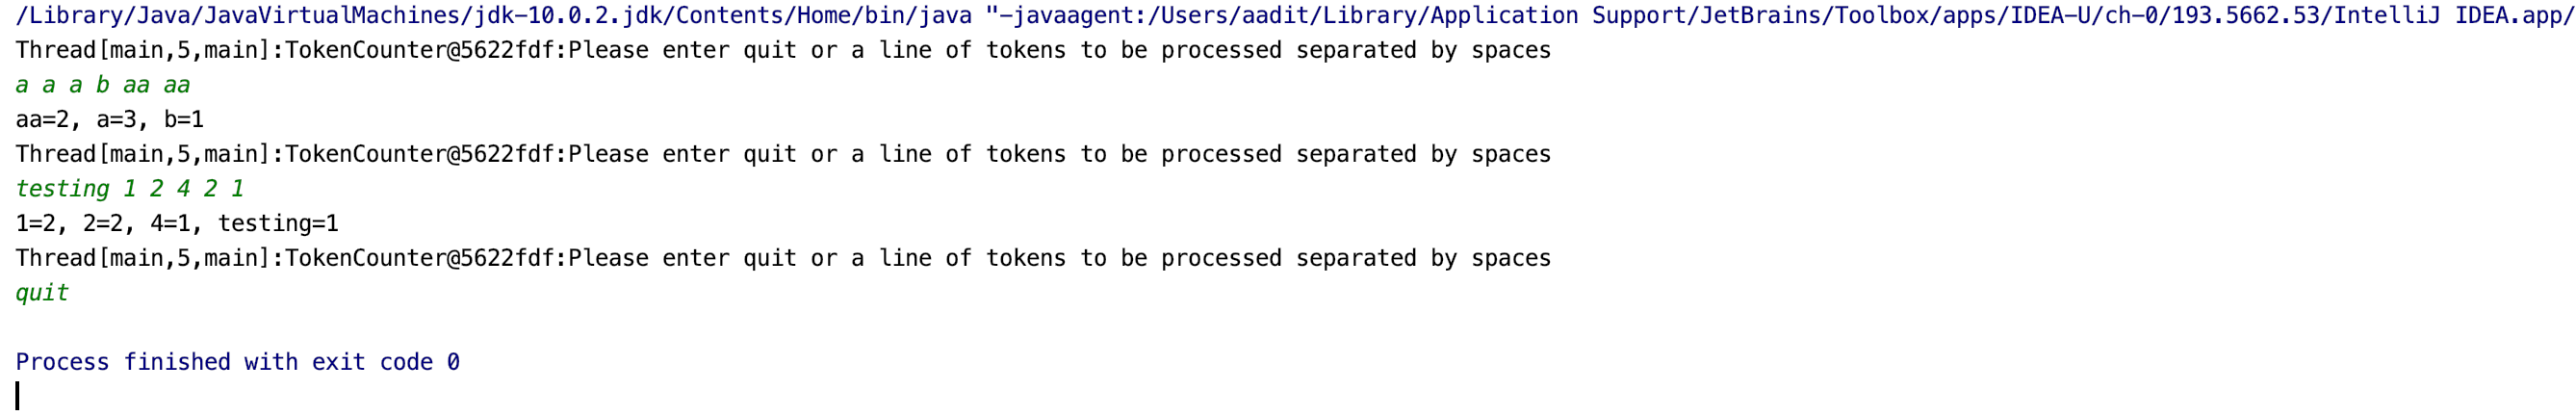 /Library/Java/JavaVirtualMachines/jdk-10.0.2.jdk/Contents/Home/bin/java "-javaagent:/Users/aadit/Library/Application Support/JetBrains/Toolbox/apps/IDEA-U/ch-0/193.5662.53/IntelliJ IDEA.app/
Thread[main,5,main]:TokenCounter@5622fdf:Please enter quit or a line of tokens to be processed separated by spaces
a a a b aa aa
aa=2, a=3, b=1
Thread[main,5,main]:TokenCounter@5622fdf:Please enter quit or a line of tokens to be processed separated by spaces
testing 1 2 4 2 1
1=2, 2=2, 4=1, testing=1
Thread[main,5,main]:TokenCounter@5622fdf:Please enter quit or a line of tokens to be processed separated by spaces
quit
Process finished with exit code 0